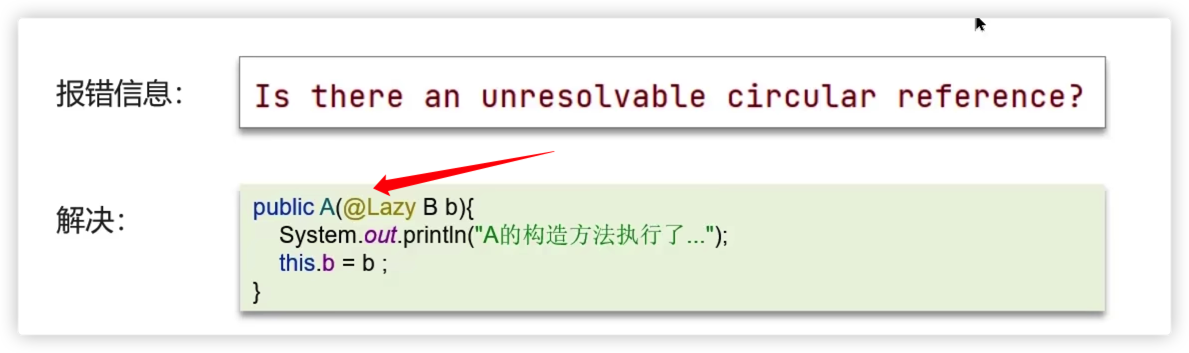 报错信息：
Is there an unresolvable circular reference?
解决：
public A(@Lazy B b){
System.out.println("A的构造方法执行了...");
this.b = b ;
}